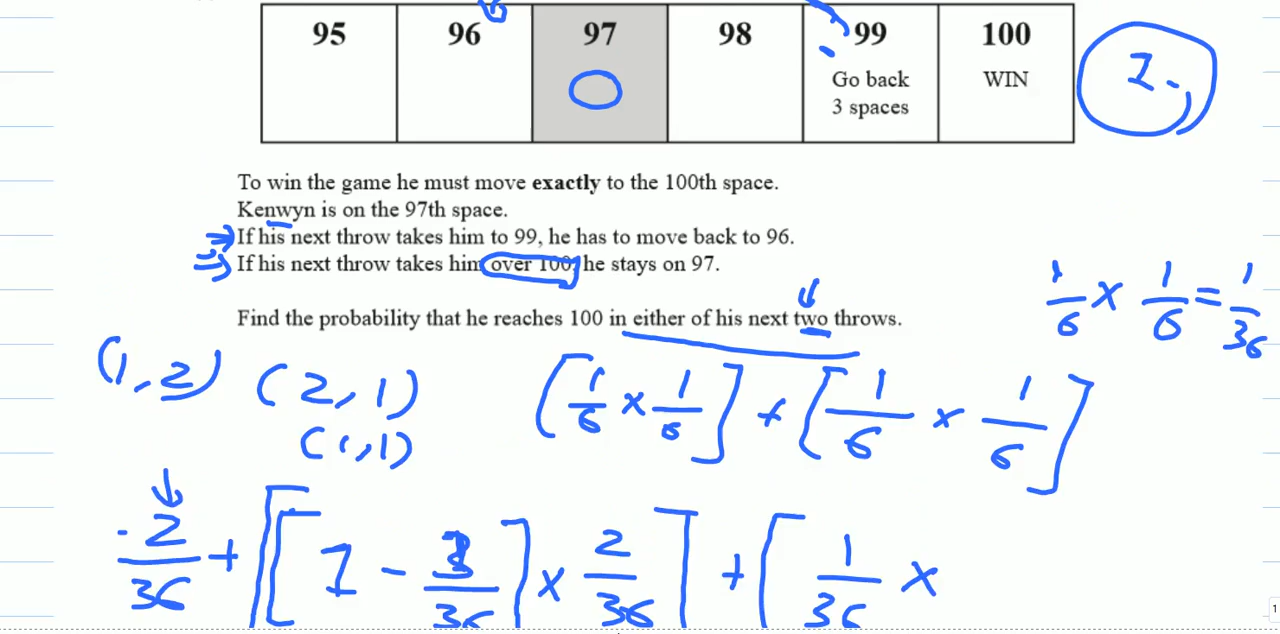 95 96 97 98 99 100
Go back WIN
3 spaces
1
To win the game he must move exactly to the 100th space.
Kenwyn is on the 97th space.
If his next throw takes him to 99, he has to move back to 96.
If his next throw takes him over 100, he stays on 97.
Find the probability that he reaches 100 in either of his next two throws.
1/6 × 1/6 = 1/36
(1, 2) (2, 1) [1/6 × 1/6] + [1/6 × 1/6]
(1, 1)
2/36 + [[1 - 3/36] × 2/36] + [1/36 ×